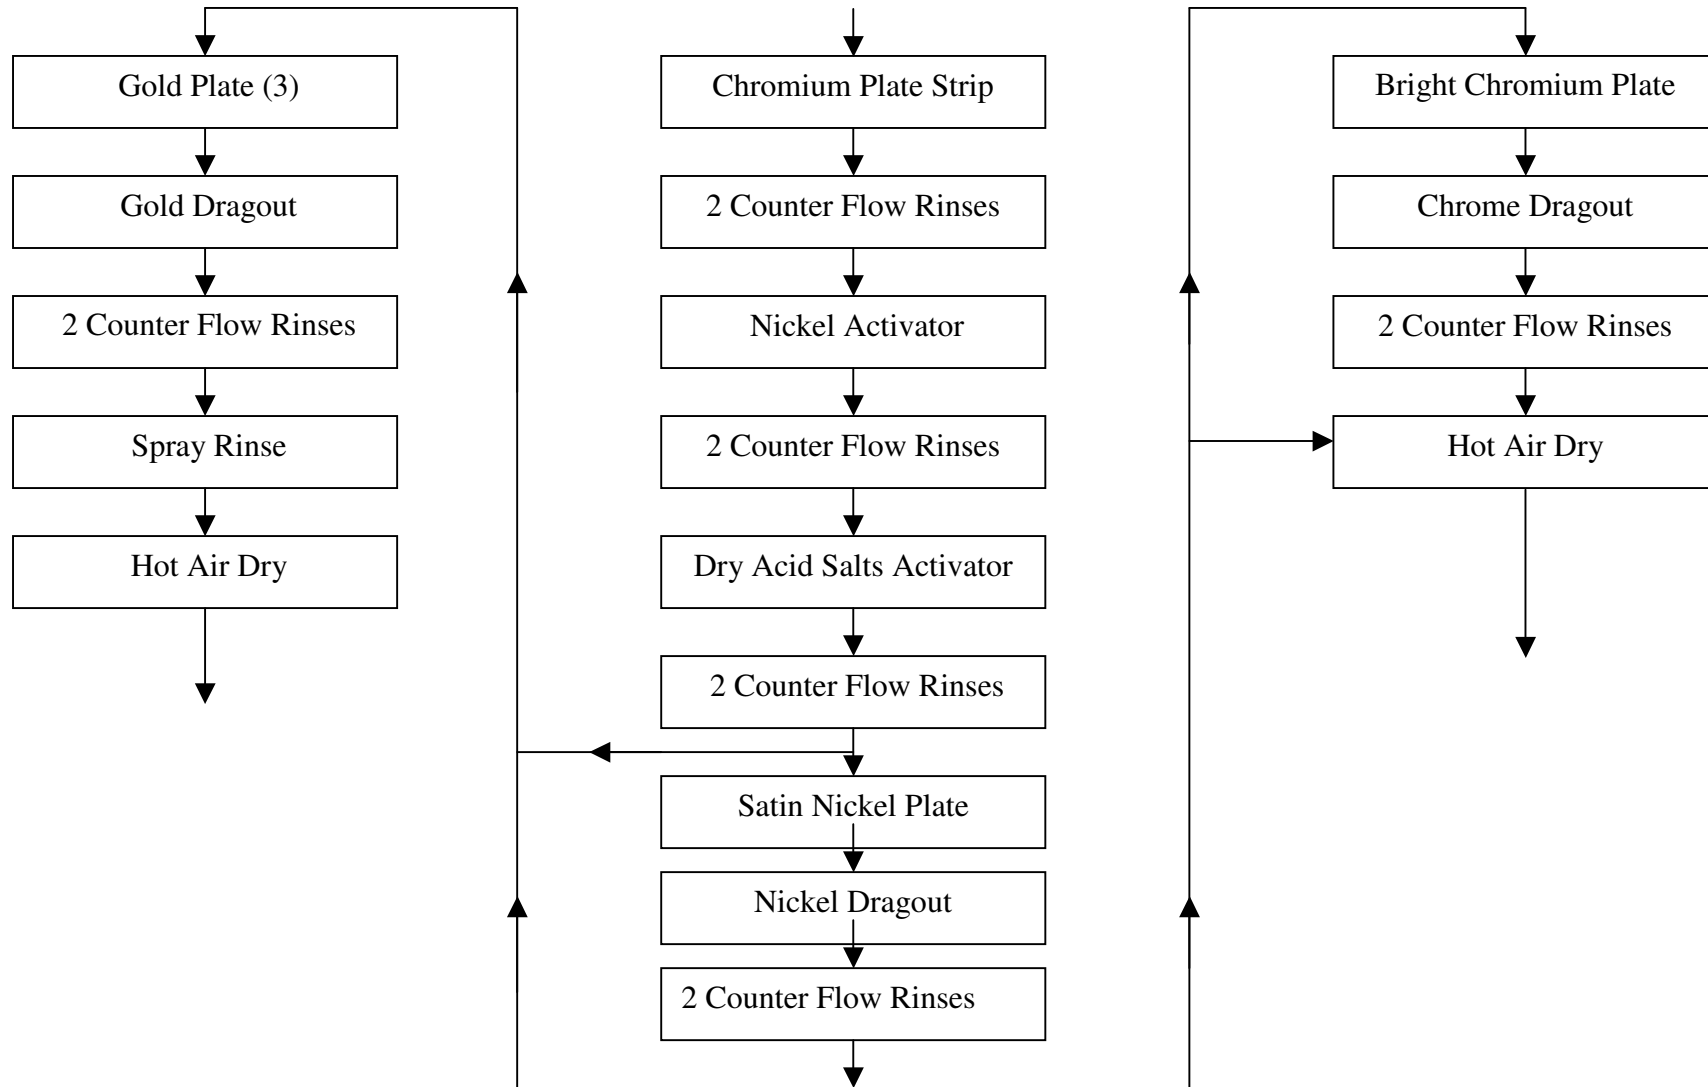 Gold Plate (3)
Gold Dragout
2 Counter Flow Rinses
Spray Rinse
Hot Air Dry
Chromium Plate Strip
2 Counter Flow Rinses
Nickel Activator
2 Counter Flow Rinses
Dry Acid Salts Activator
2 Counter Flow Rinses
Satin Nickel Plate
Nickel Dragout
2 Counter Flow Rinses
Bright Chromium Plate
Chrome Dragout
2 Counter Flow Rinses
Hot Air Dry